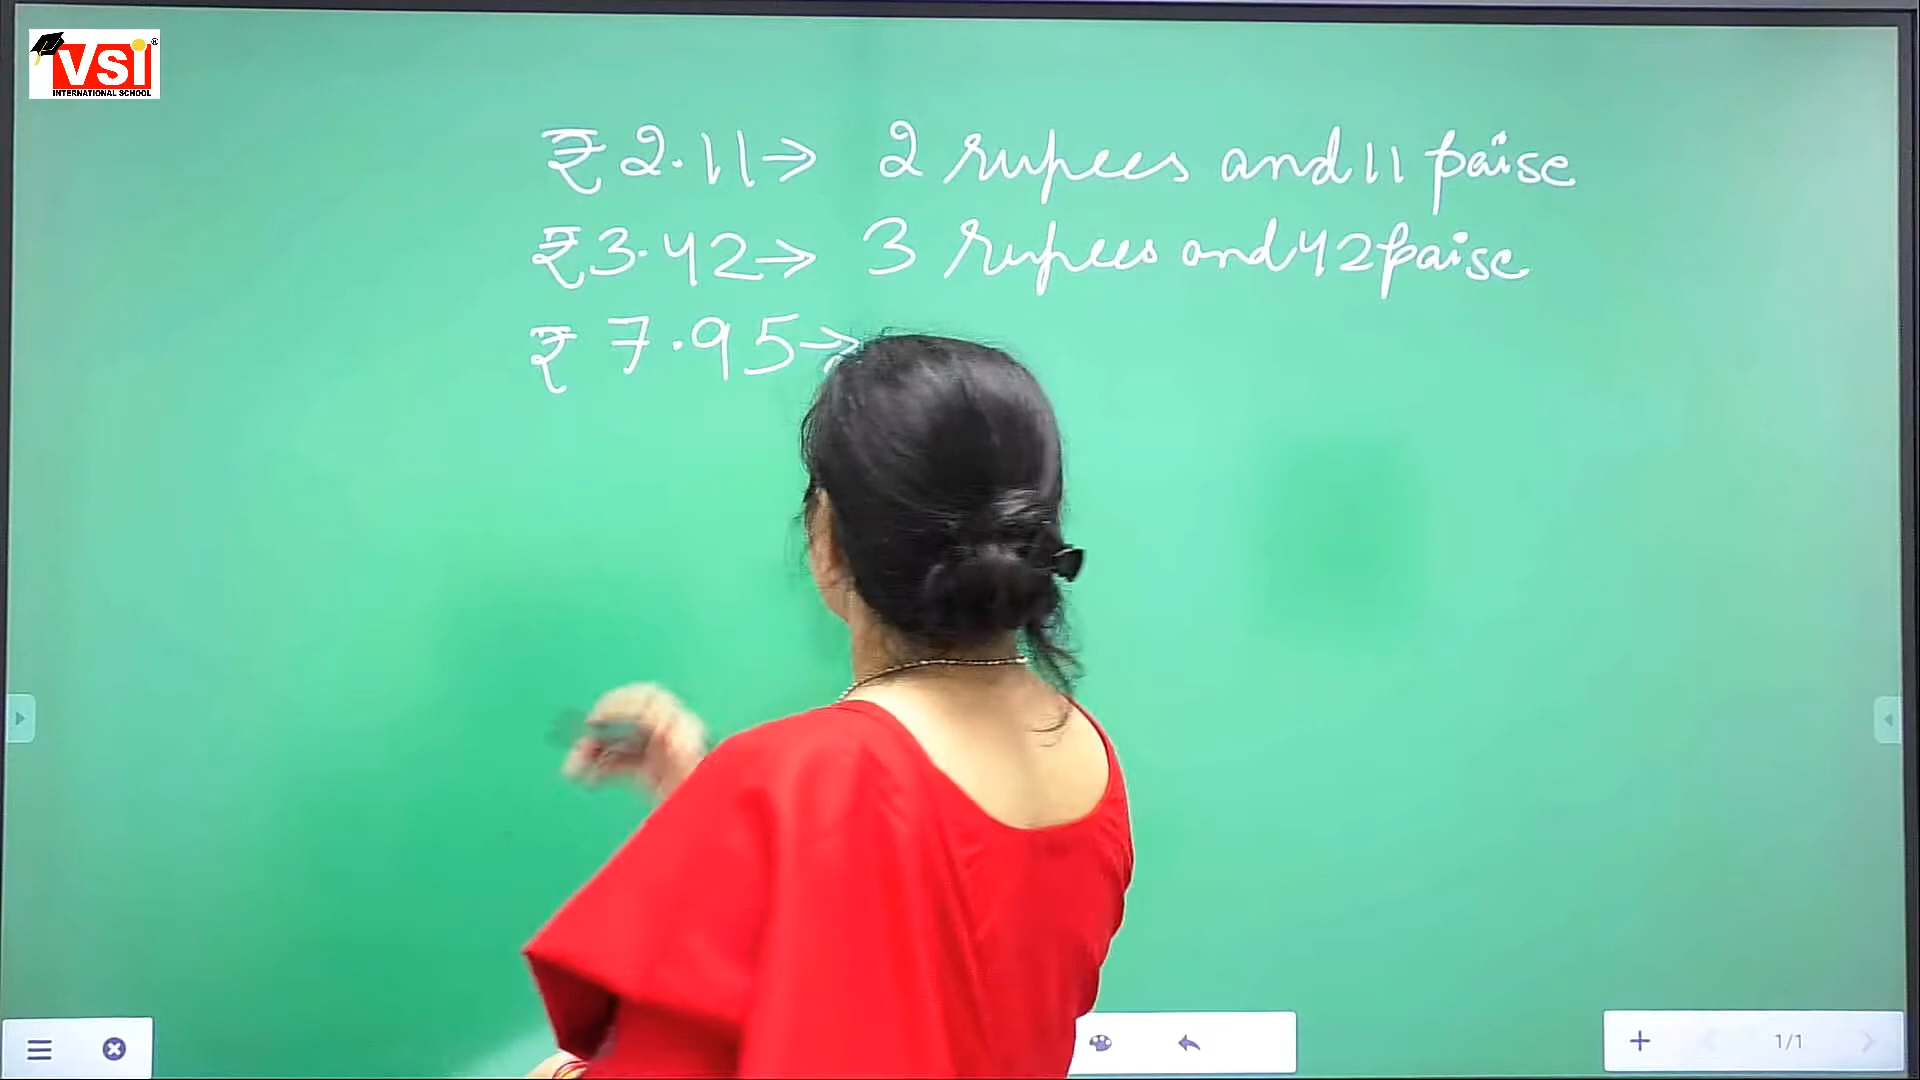 VSI
INTERNATIONAL SCHOOL
₹ 2.11 → 2 rupees and 11 paise
₹ 3.42 → 3 rupees and 42 paise
₹ 7.95 →
1/1